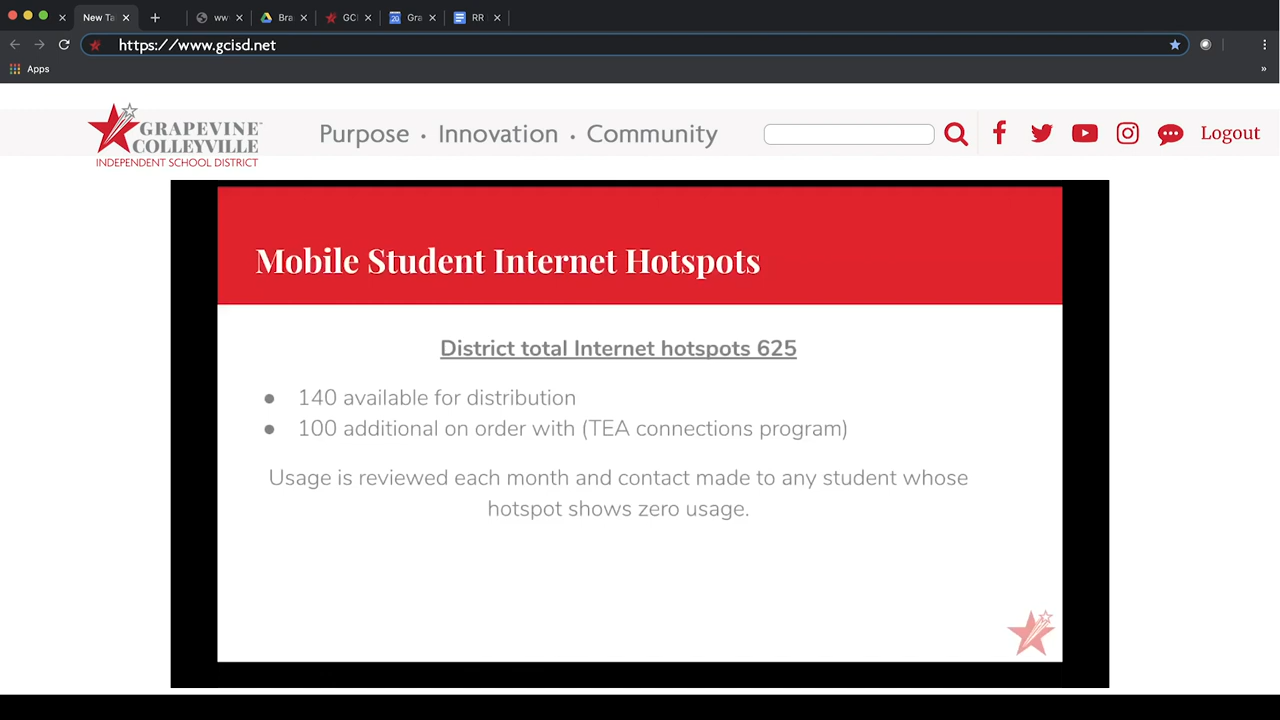 New Ta
ww
Bra
GCI
Gra
RR
https://www.gcisd.net
Apps
GRAPEVINE
COLLEYVILLE
INDEPENDENT SCHOOL DISTRICT
Purpose • Innovation • Community
Logout
Mobile Student Internet Hotspots
District total Internet hotspots 625
● 140 available for distribution
● 100 additional on order with (TEA connections program)
Usage is reviewed each month and contact made to any student whose
hotspot shows zero usage.